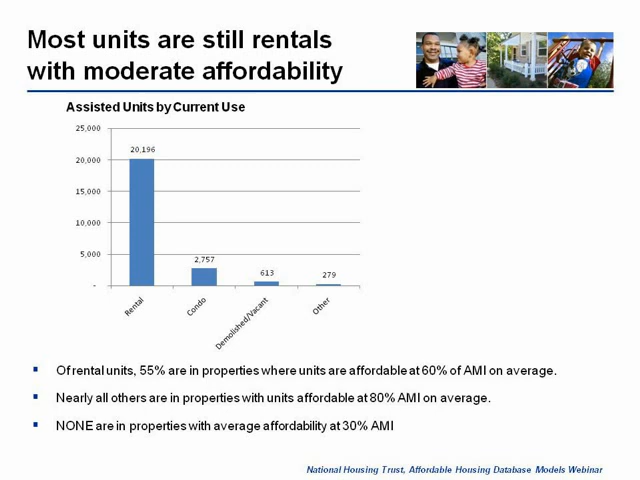 Most units are still rentals
with moderate affordability
Assisted Units by Current Use
25,000
20,000
15,000
10,000
5,000
-
20,196
2,757
613
279
Rental
Condo
Demolished/Vacant
Other
▪ Of rental units, 55% are in properties where units are affordable at 60% of AMI on average.
▪ Nearly all others are in properties with units affordable at 80% AMI on average.
▪ NONE are in properties with average affordability at 30% AMI
National Housing Trust, Affordable Housing Database Models Webinar